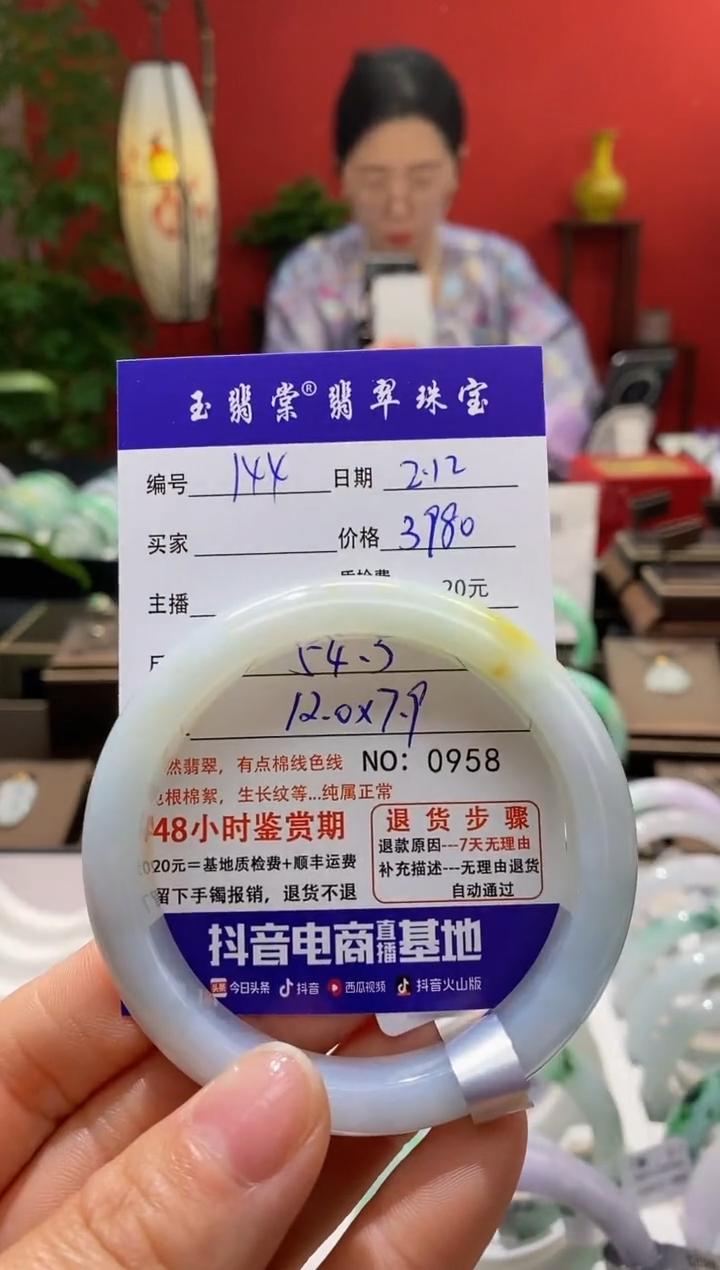 玉翡棠®翡翠珠宝
编号 144 日期 2.12
买家 价格 3980
主播 20元
54.3
12.0x7.9
然翡翠，有点棉线色线 NO: 0958
根棉絮，生长纹等...纯属正常
48小时鉴赏期
20元=基地质检费+顺丰运费
留下手镯报销，退货不退
退货步骤
退款原因---7天无理由
补充描述---无理由退货
自动通过
抖音电商直播基地
头条 今日头条 抖音 西瓜视频 抖音火山版